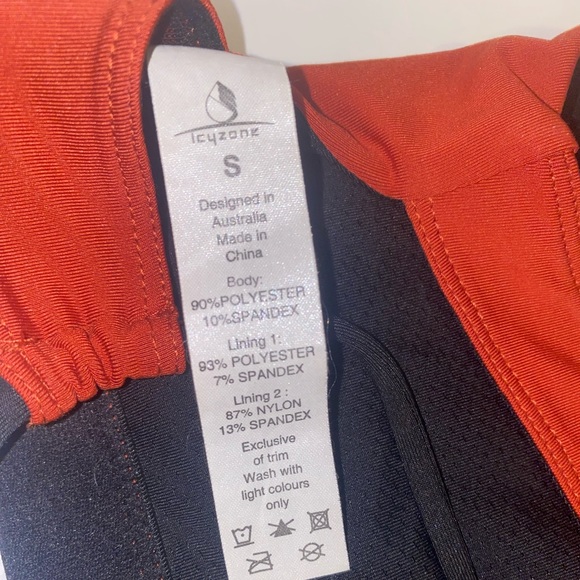 icyzone
S
Designed in
Australia
Made in
China
Body:
90%POLYESTER
10%SPANDEX
Lining 1:
93% POLYESTER
7% SPANDEX
Lining 2 :
87% NYLON
13% SPANDEX
Exclusive
of trim
Wash with
light colours
only